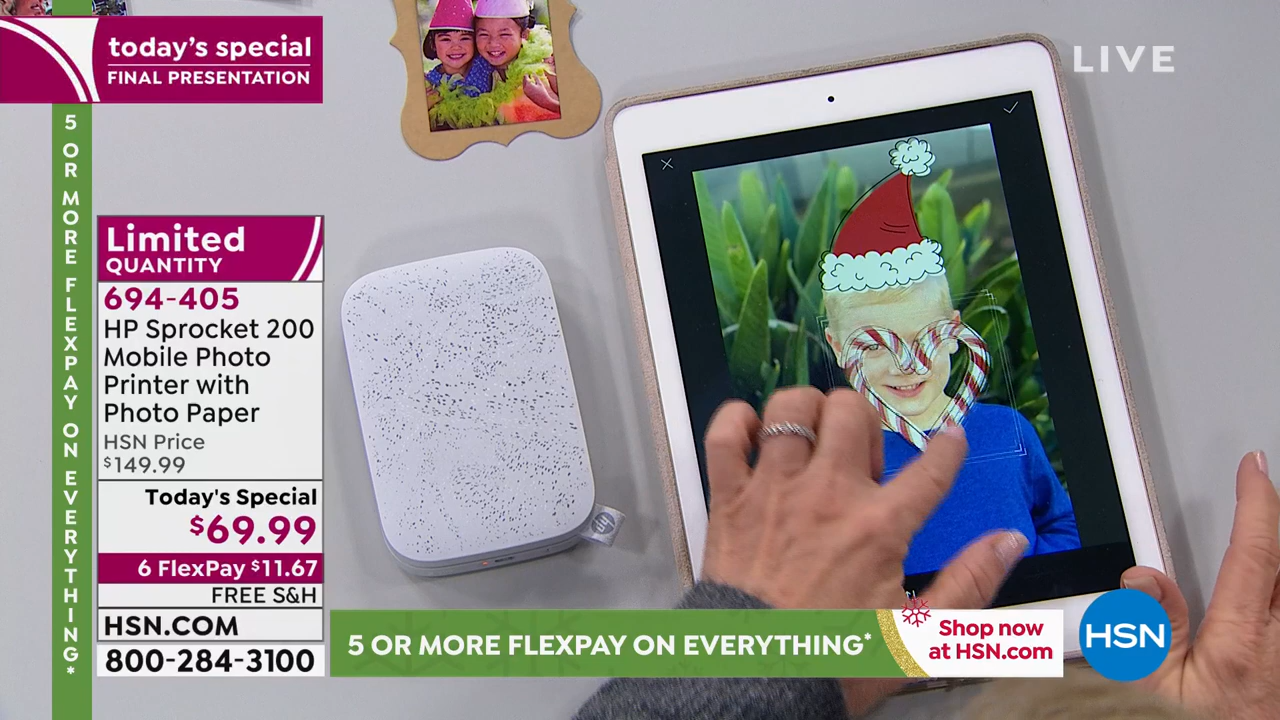 today's special
FINAL PRESENTATION
LIVE
5 OR MORE FLEXPAY ON EVERYTHING*
Limited
QUANTITY
694-405
HP Sprocket 200
Mobile Photo
Printer with
Photo Paper
HSN Price
$149.99
Today's Special
$69.99
6 FlexPay $11.67
FREE S&H
HSN.COM
800-284-3100
5 OR MORE FLEXPAY ON EVERYTHING*
Shop now
at HSN.com
HSN
hp